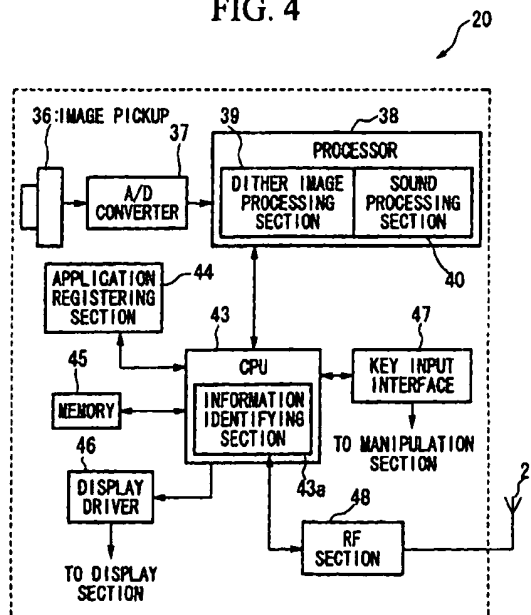 FIG. 4
20
36:IMAGE PICKUP
37
39
38
PROCESSOR
A/D
CONVERTER
DITHER IMAGE
PROCESSING
SECTION
SOUND
PROCESSING
SECTION
40
44
APPLICATION
REGISTERING
SECTION
43
47
CPU
KEY INPUT
INTERFACE
45
MEMORY
INFORMATION
IDENTIFYING
SECTION
43a
TO MANIPULATION
SECTION
46
DISPLAY
DRIVER
48
RF
SECTION
2
TO DISPLAY
SECTION